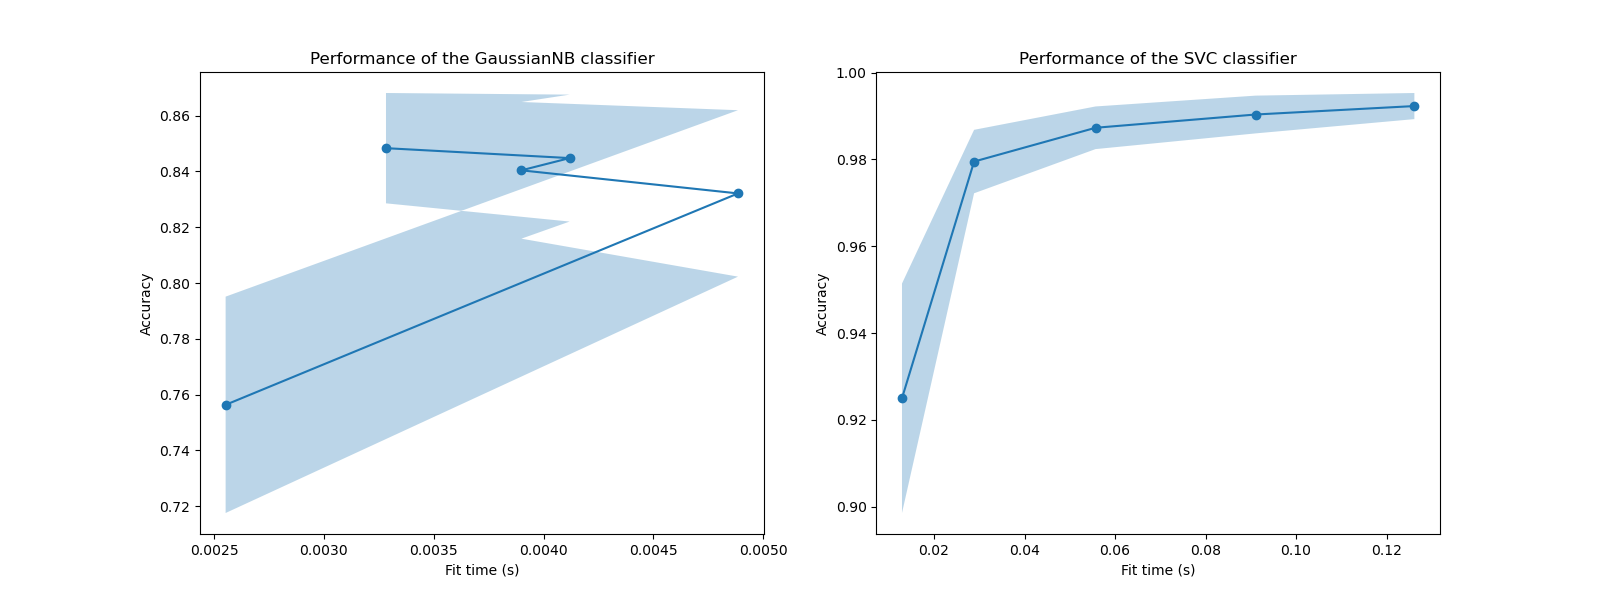 Performance of the GaussianNB classifier
Accuracy
0.86
0.84
0.82
0.80
0.78
0.76
0.74
0.72
0.0025 0.0030 0.0035 0.0040 0.0045 0.0050
Fit time (s)
Performance of the SVC classifier
Accuracy
1.00
0.98
0.96
0.94
0.92
0.90
0.02 0.04 0.06 0.08 0.10 0.12
Fit time (s)